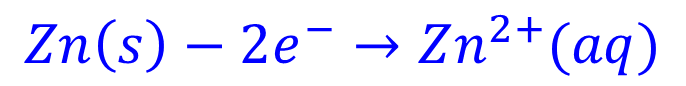 Zn(s) − 2e⁻ → Zn²⁺(aq)